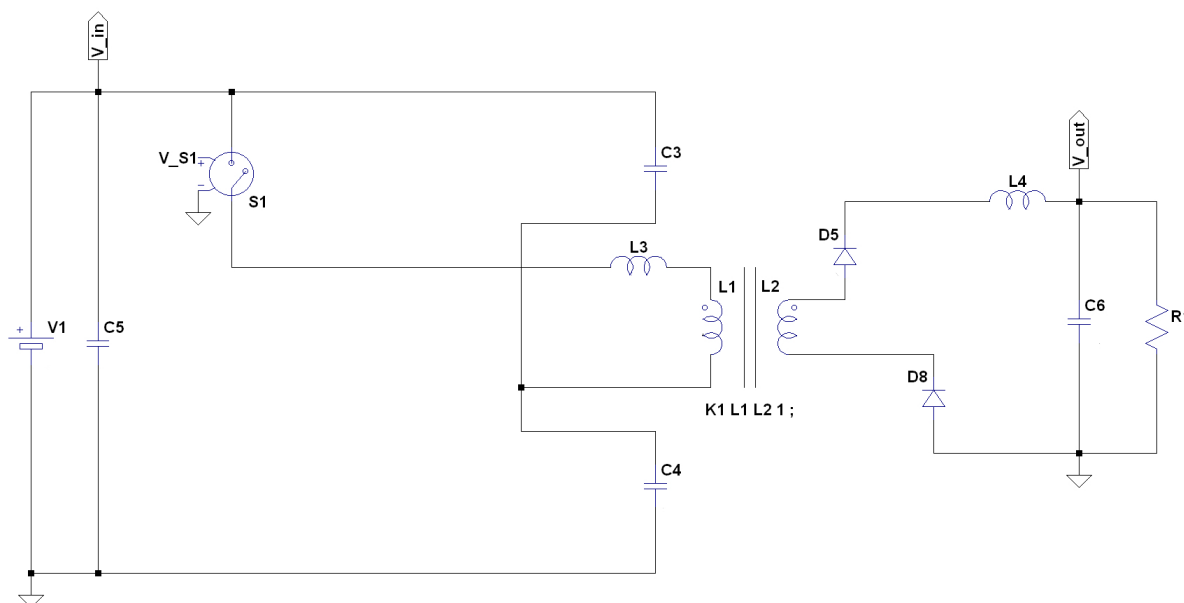 V_in
V_out
C3
V_S1
S1
L4
D5
L3
L1
L2
V1
C5
C6
D8
K1 L1 L2 1 ;
C4